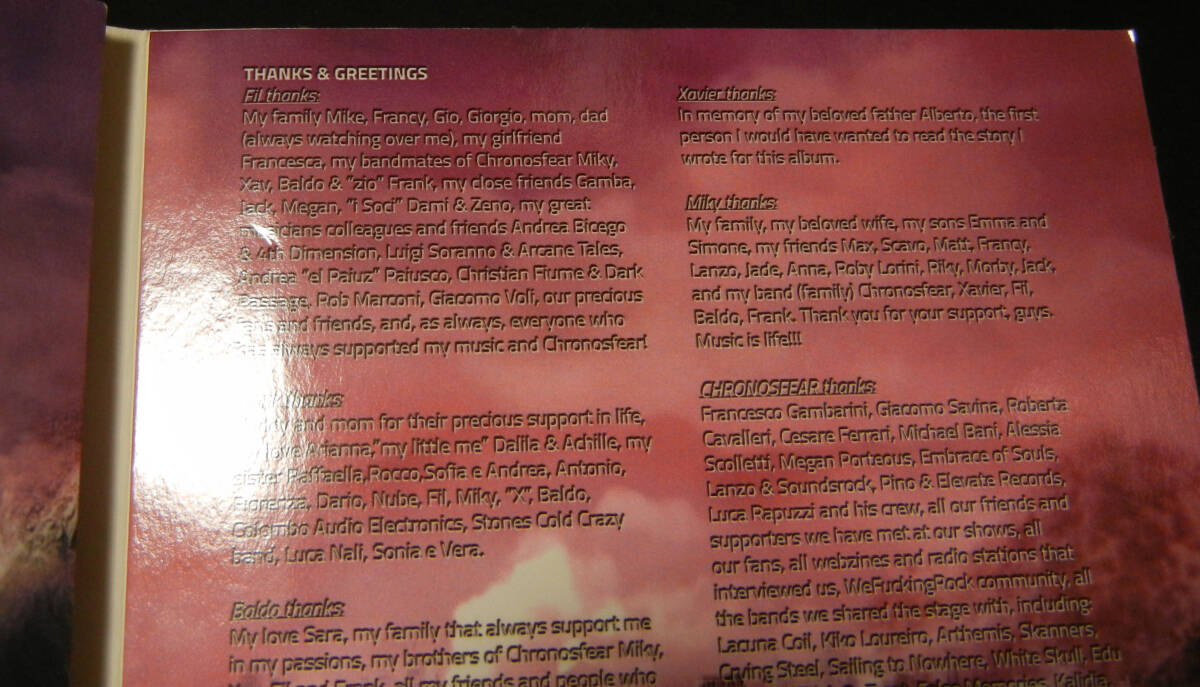 THANKS & GREETINGS
Fil thanks:
My family Mike, Francy, Gio, Giorgio, mom, dad
(always watching over me), my girlfriend
Francesca, my bandmates of Chronosfear Miky,
Xav, Baldo & "zio" Frank, my close friends Gamba,
Jack, Megan, "i Soci" Dami & Zeno, my great
musicians colleagues and friends Andrea Bicego
& 4th Dimension, Luigi Soranno & Arcane Tales,
Andrea "el Paiuz" Paiusco, Christian Fiume & Dark
Passage, Rob Marconi, Giacomo Voli, our precious
fans and friends, and, as always, everyone who
always supported my music and Chronosfear!
thanks:
and mom for their precious support in life,
love Arianna,"my little me" Dalila & Achille, my
sister Raffaella,Rocco,Sofia e Andrea, Antonio,
Fiorenza, Dario, Nube, Fil, Miky, "X", Baldo,
Colombo Audio Electronics, Stones Cold Crazy
band, Luca Nali, Sonia e Vera.
Baldo thanks:
My love Sara, my family that always support me
in my passions, my brothers of Chronosfear Miky,
Fil and Frank, all my friends and people who
Xavier thanks:
In memory of my beloved father Alberto, the first
person I would have wanted to read the story I
wrote for this album.
Miky thanks:
My family, my beloved wife, my sons Emma and
Simone, my friends Max, Scavo, Matt, Francy,
Lanzo, Jade, Anna, Roby Lorini, Riky, Morby, Jack,
and my band (family) Chronosfear, Xavier, Fil,
Baldo, Frank. Thank you for your support, guys.
Music is life!!!
CHRONOSFEAR thanks:
Francesco Gambarini, Giacomo Savina, Roberta
Cavalleri, Cesare Ferrari, Michael Bani, Alessia
Scolletti, Megan Porteous, Embrace of Souls,
Lanzo & Soundsrock, Pino & Elevate Records,
Luca Rapuzzi and his crew, all our friends and
supporters we have met at our shows, all
our fans, all webzines and radio stations that
interviewed us, WeFuckingRock community, all
the bands we shared the stage with, including:
Lacuna Coil, Kiko Loureiro, Arthemis, Skanners,
Crying Steel, Sailing to Nowhere, White Skull, Edu
Memories, Kalidia,